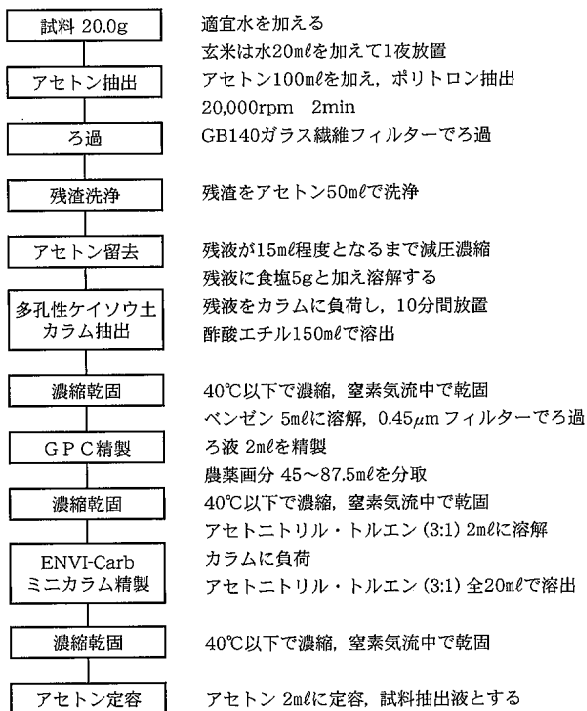 試料 20.0g
適宜水を加える
玄米は水20mℓを加えて1夜放置
アセトン抽出
アセトン100mℓを加え，ポリトロン抽出
20,000rpm 2min
ろ過
GB140ガラス繊維フィルターでろ過
残渣洗浄
残渣をアセトン50mℓで洗浄
アセトン留去
残液が15mℓ程度となるまで減圧濃縮
残液に食塩5gと加え溶解する
多孔性ケイソウ土
カラム抽出
残液をカラムに負荷し，10分間放置
酢酸エチル150mℓで溶出
濃縮乾固
40℃以下で濃縮，窒素気流中で乾固
ベンゼン 5mℓに溶解，0.45μm フィルターでろ過
GPC精製
ろ液 2mℓを精製
農薬画分 45～87.5mℓを分取
濃縮乾固
40℃以下で濃縮，窒素気流中で乾固
アセトニトリル・トルエン (3:1) 2mℓに溶解
ENVI-Carb
ミニカラム精製
カラムに負荷
アセトニトリル・トルエン (3:1) 全20mℓで溶出
濃縮乾固
40℃以下で濃縮，窒素気流中で乾固
アセトン定容
アセトン 2mℓに定容，試料抽出液とする